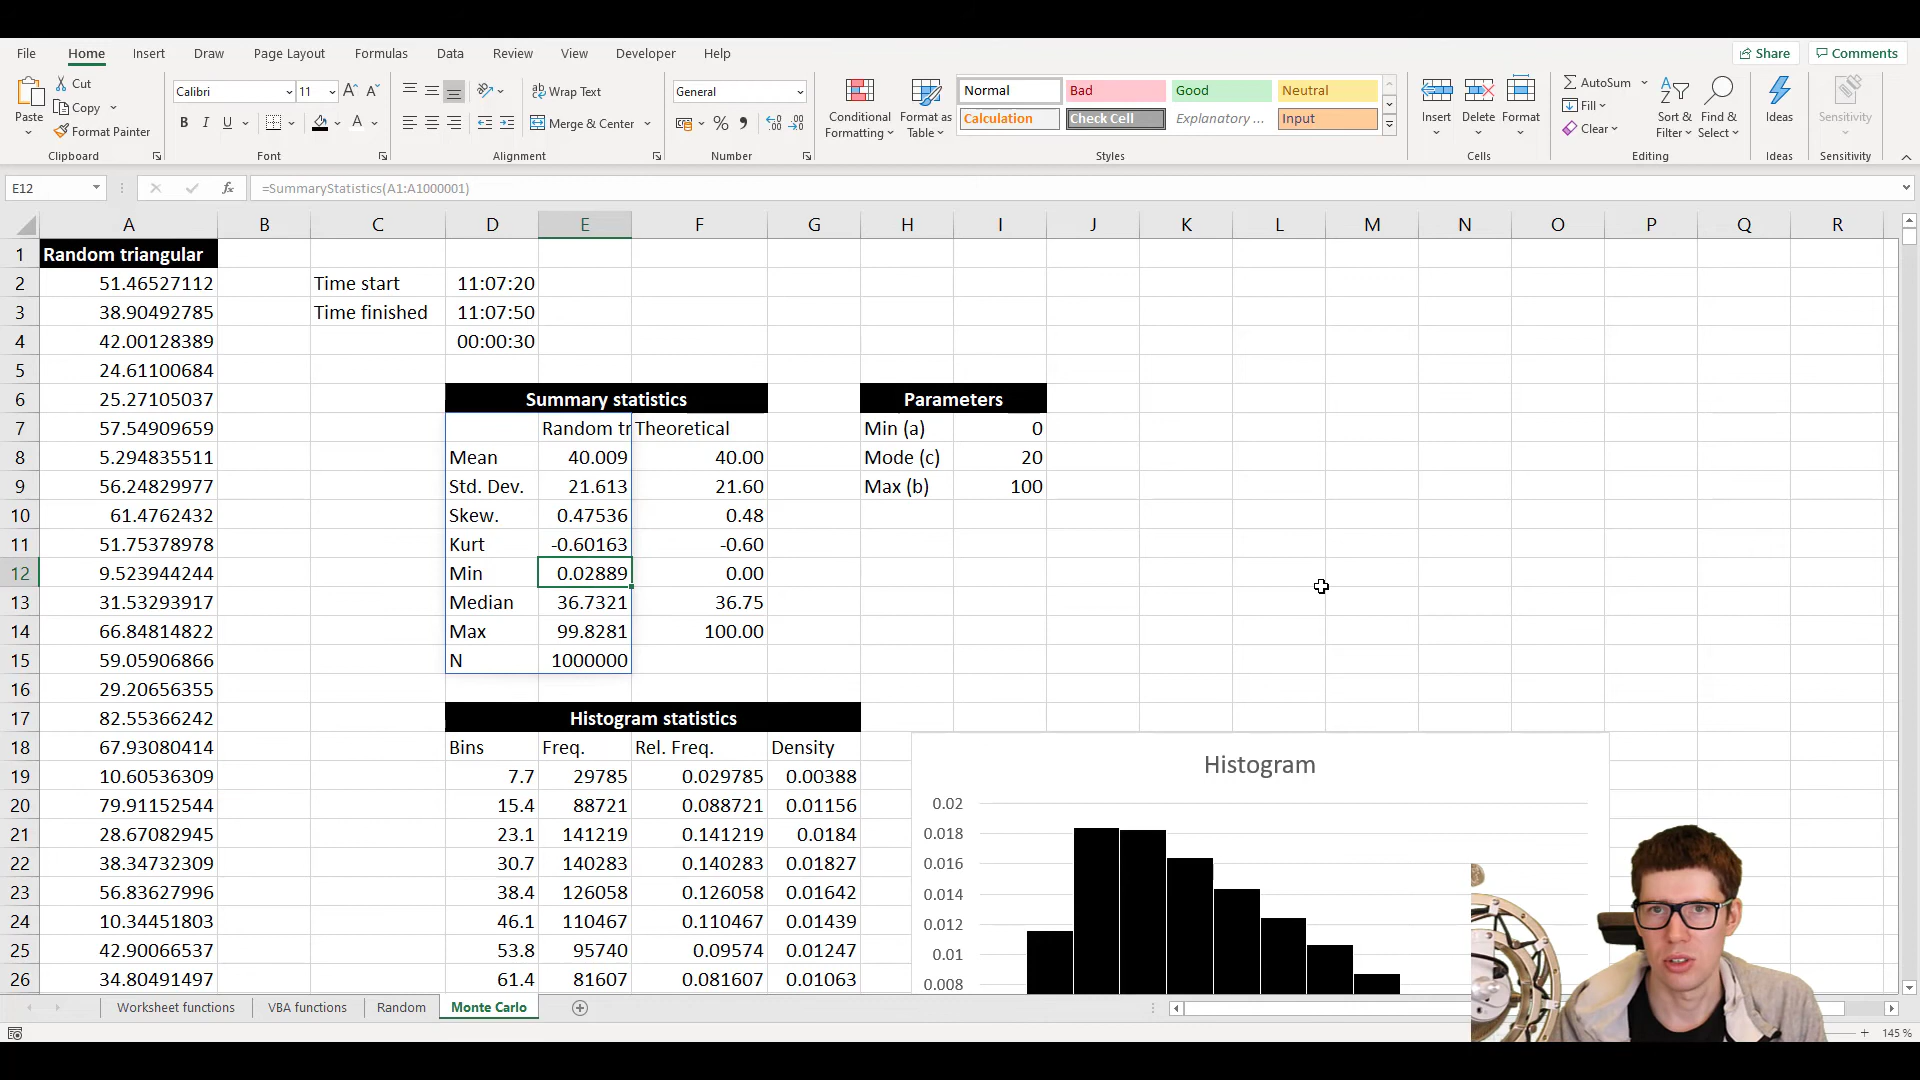 File Home Insert Draw Page Layout Formulas Data Review View Developer Help Share Comments
Cut
Copy
Format Painter
Paste
Clipboard
Calibri 11 A A
B I U A
Font
Wrap Text
Merge & Center
Alignment
General
% ,
Number
Conditional Formatting
Format as Table
Normal Bad Good Neutral
Calculation Check Cell Explanatory ... Input
Styles
Insert Delete Format
Cells
AutoSum
Fill
Clear
Sort & Filter
Find & Select
Editing
Ideas
Ideas
Sensitivity
Sensitivity
E12 fx =SummaryStatistics(A1:A1000001)
A B C D E F G H I J K L M N O P Q R
1 Random triangular
2 51.46527112 Time start 11:07:20
3 38.90492785 Time finished 11:07:50
4 42.00128389 00:00:30
5 24.61100684
6 25.27105037 Summary statistics Parameters
7 57.54909659 Random tr Theoretical Min (a) 0
8 5.294835511 Mean 40.009 40.00 Mode (c) 20
9 56.24829977 Std. Dev. 21.613 21.60 Max (b) 100
10 61.4762432 Skew. 0.47536 0.48
11 51.75378978 Kurt -0.60163 -0.60
12 9.523944244 Min 0.02889 0.00
13 31.53293917 Median 36.7321 36.75
14 66.84814822 Max 99.8281 100.00
15 59.05906866 N 1000000
16 29.20656355
17 82.55366242 Histogram statistics
18 67.93080414 Bins Freq. Rel. Freq. Density
19 10.60536309 7.7 29785 0.029785 0.00388
20 79.91152544 15.4 88721 0.088721 0.01156
21 28.67082945 23.1 141219 0.141219 0.0184
22 38.34732309 30.7 140283 0.140283 0.01827
23 56.83627996 38.4 126058 0.126058 0.01642
24 10.34451803 46.1 110467 0.110467 0.01439
25 42.90066537 53.8 95740 0.09574 0.01247
26 34.80491497 61.4 81607 0.081607 0.01063
Histogram
0.02
0.018
0.016
0.014
0.012
0.01
0.008
Worksheet functions VBA functions Random Monte Carlo
145 %